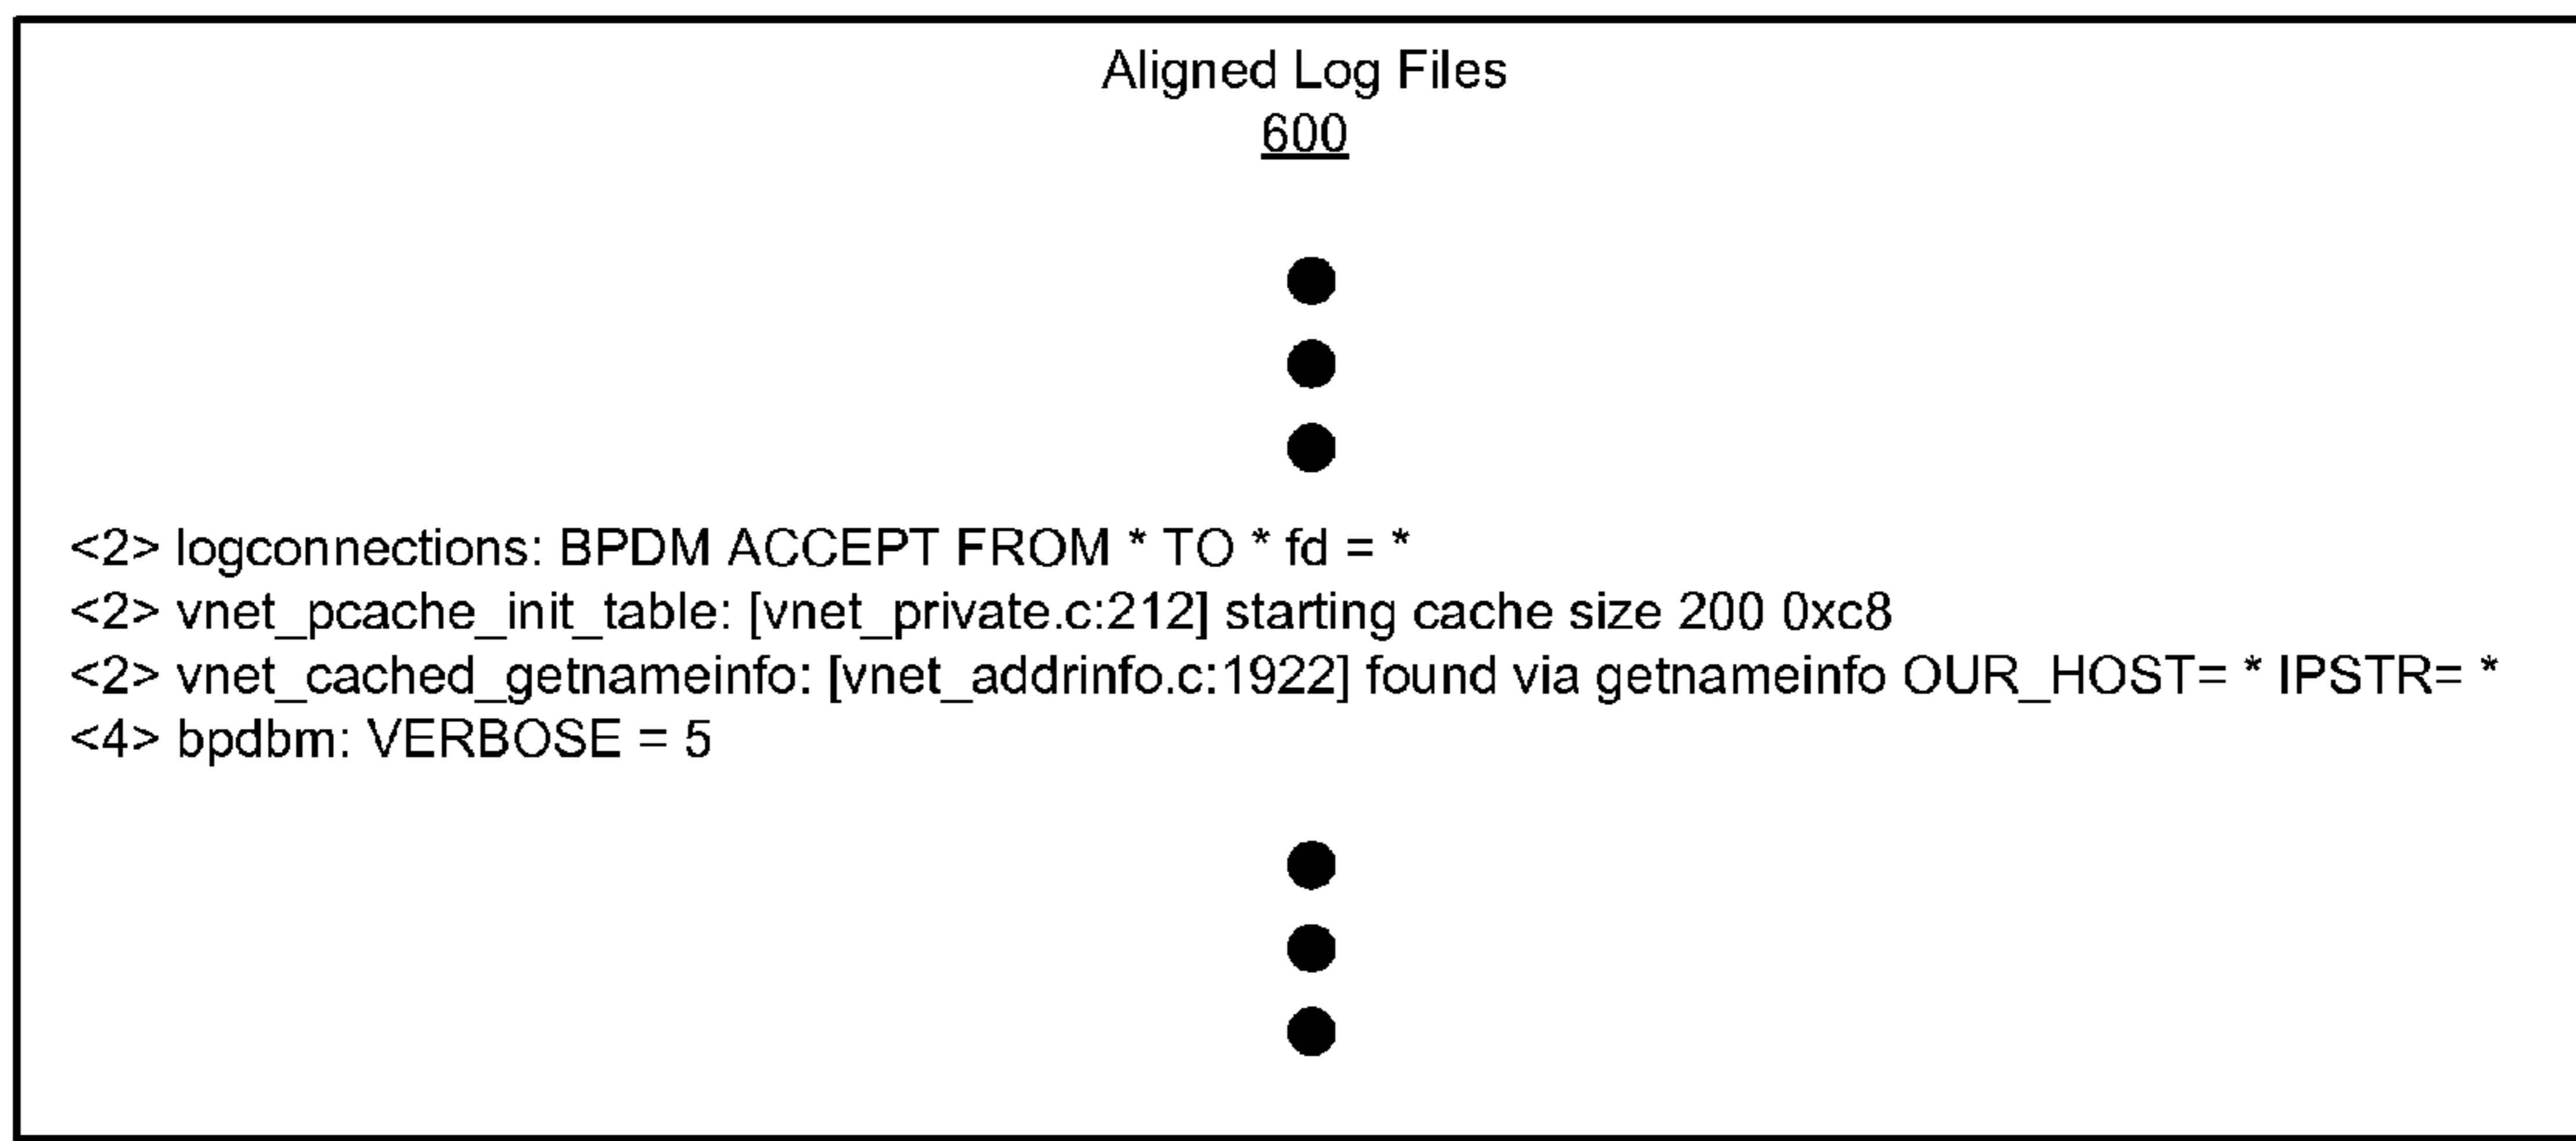 Aligned Log Files
600
<2> logconnections: BPDM ACCEPT FROM * TO * fd = *
<2> vnet_pcache_init_table: [vnet_private.c:212] starting cache size 200 0xc8
<2> vnet_cached_getnameinfo: [vnet_addrinfo.c:1922] found via getnameinfo OUR_HOST= * IPSTR= *
<4> bpdbm: VERBOSE = 5